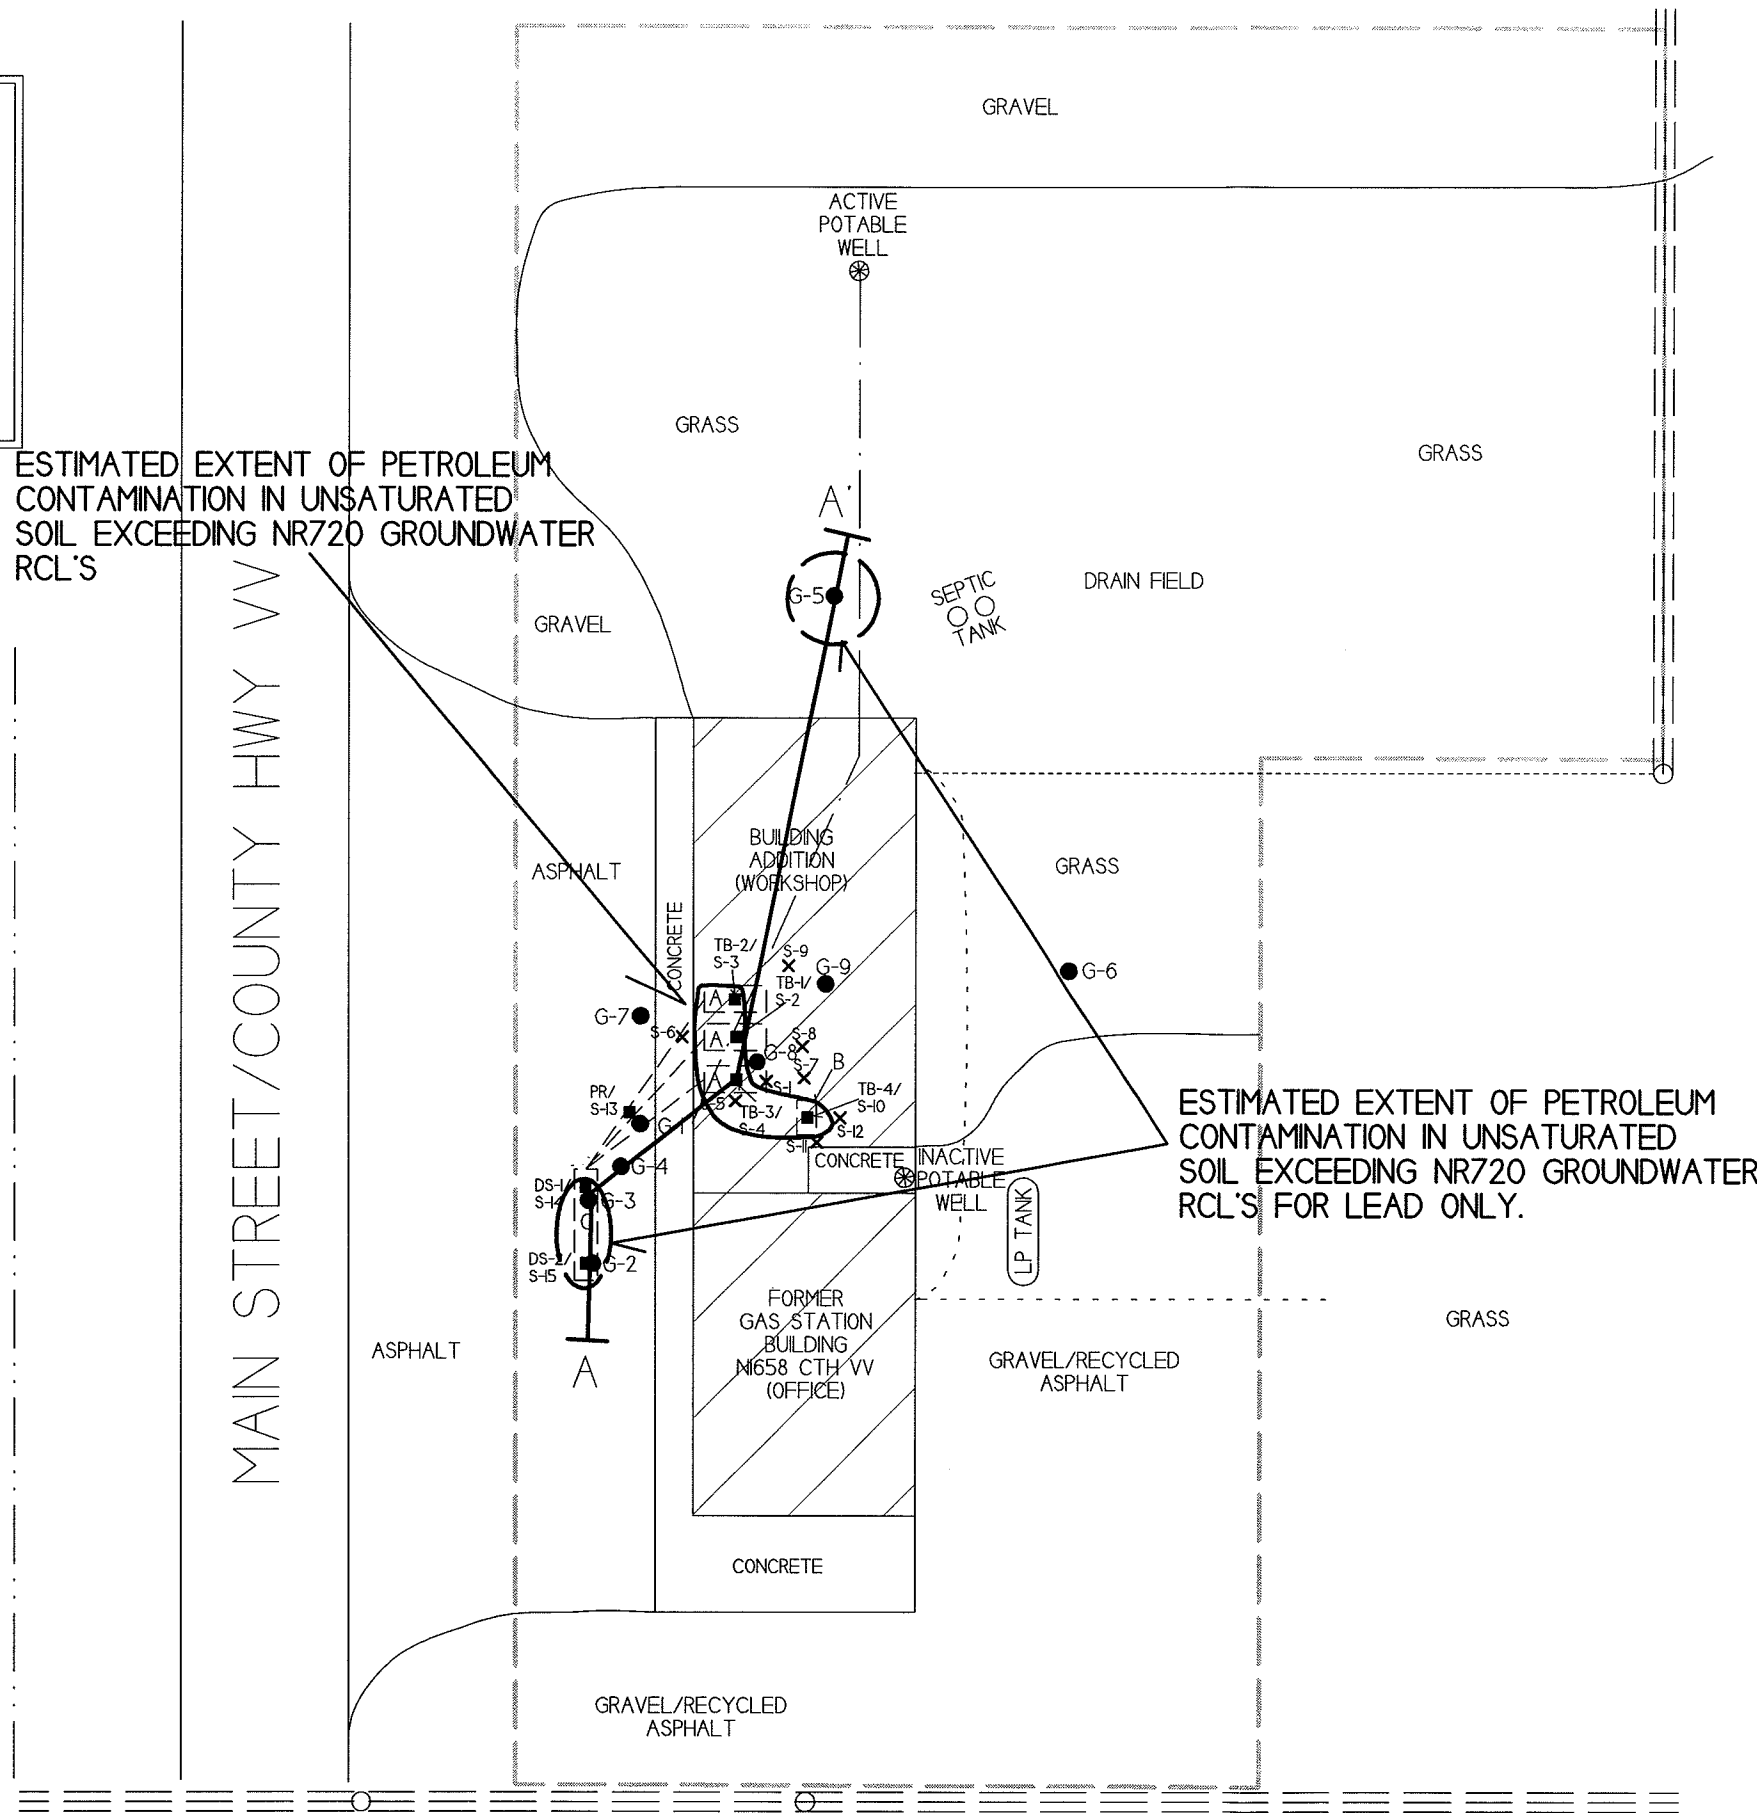 GRAVEL
ACTIVE
POTABLE
WELL
GRASS
GRASS
ESTIMATED EXTENT OF PETROLEUM
CONTAMINATION IN UNSATURATED
SOIL EXCEEDING NR720 GROUNDWATER
RCL'S
A'
G-5
SEPTIC
TANK
DRAIN FIELD
GRAVEL
MAIN STREET/COUNTY HWY VV
BUILDING
ADDITION
(WORKSHOP)
ASPHALT
GRASS
CONCRETE
TB-2/
S-3
S-9
G-9
TB-1/
S-2
G-6
A
A
A
G-7
S-6
S-8
G-8
S-7
B
S-1
TB-4/
S-10
S-5
TB-3/
S-4
PR/
S-13
G-1
S-12
S-11
G-4
CONCRETE
INACTIVE
POTABLE
WELL
ESTIMATED EXTENT OF PETROLEUM
CONTAMINATION IN UNSATURATED
SOIL EXCEEDING NR720 GROUNDWATER
RCL'S FOR LEAD ONLY.
DS-1/
S-14
G-3
C
DS-2/
S-15
G-2
LP TANK
A
FORMER
GAS STATION
BUILDING
N1658 CTH VV
(OFFICE)
ASPHALT
GRASS
GRAVEL/RECYCLED
ASPHALT
CONCRETE
GRAVEL/RECYCLED
ASPHALT